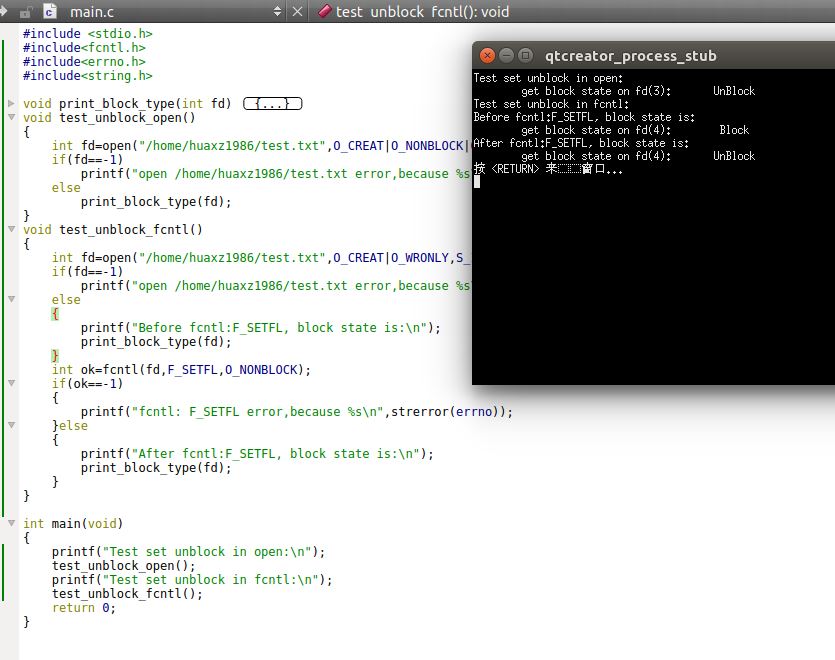 main.c
test_unblock_fcntl(): void
#include <stdio.h>
#include<fcntl.h>
#include<errno.h>
#include<string.h>
void print_block_type(int fd) {...}
void test_unblock_open()
{
int fd=open("/home/huaxz1986/test.txt",O_CREAT|O_NONBLOCK|
if(fd==-1)
printf("open /home/huaxz1986/test.txt error,because %s
else
print_block_type(fd);
}
void test_unblock_fcntl()
{
int fd=open("/home/huaxz1986/test.txt",O_CREAT|O_WRONLY,S_
if(fd==-1)
printf("open /home/huaxz1986/test.txt error,because %s
else
{
printf("Before fcntl:F_SETFL, block state is:\n");
print_block_type(fd);
}
int ok=fcntl(fd,F_SETFL,O_NONBLOCK);
if(ok==-1)
{
printf("fcntl: F_SETFL error,because %s\n",strerror(errno));
}else
{
printf("After fcntl:F_SETFL, block state is:\n");
print_block_type(fd);
}
}
int main(void)
{
printf("Test set unblock in open:\n");
test_unblock_open();
printf("Test set unblock in fcntl:\n");
test_unblock_fcntl();
return 0;
}
qtcreator_process_stub
Test set unblock in open:
get block state on fd(3): UnBlock
Test set unblock in fcntl:
Before fcntl:F_SETFL, block state is:
get block state on fd(4): Block
After fcntl:F_SETFL, block state is:
get block state on fd(4): UnBlock
按 <RETURN> 来窗口...